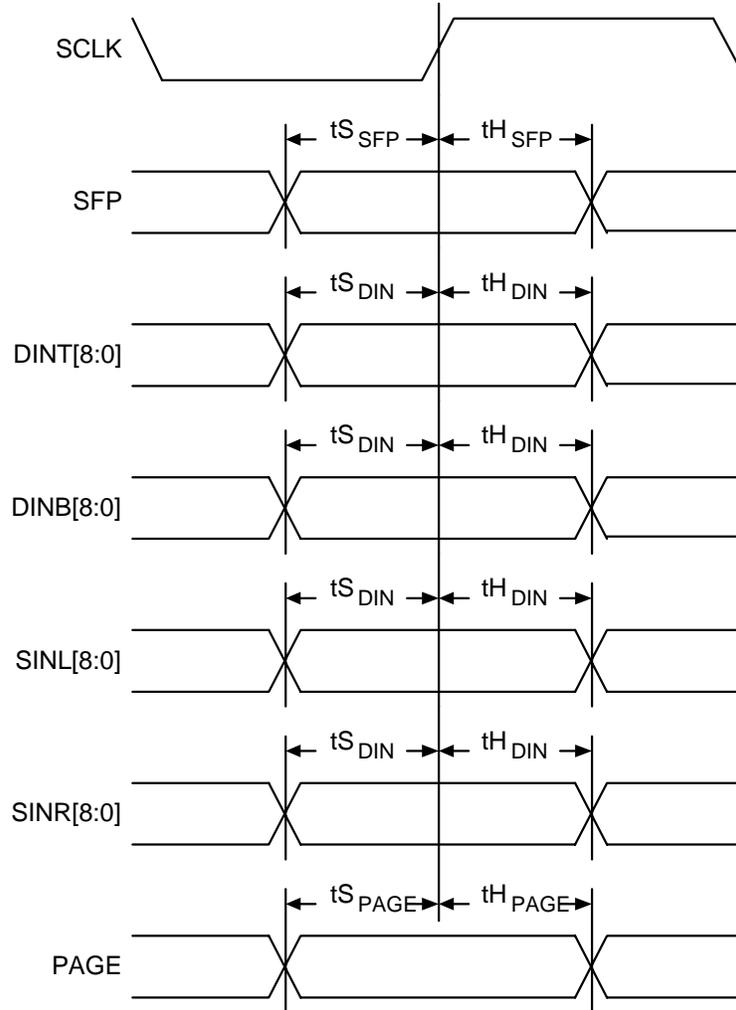 SCLK
tS SFP tH SFP
SFP
tS DIN tH DIN
DINT[8:0]
tS DIN tH DIN
DINB[8:0]
tS DIN tH DIN
SINL[8:0]
tS DIN tH DIN
SINR[8:0]
tS PAGE tH PAGE
PAGE